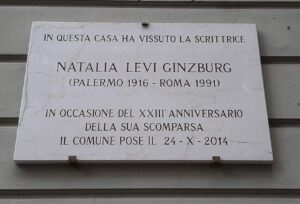 IN QUESTA CASA HA VISSUTO LA SCRITTRICE
NATALIA LEVI GINZBURG
(PALERMO 1916 - ROMA 1991)
IN OCCASIONE DEL XXIII° ANNIVERSARIO
DELLA SUA SCOMPARSA
IL COMUNE POSE IL 24 - X - 2014